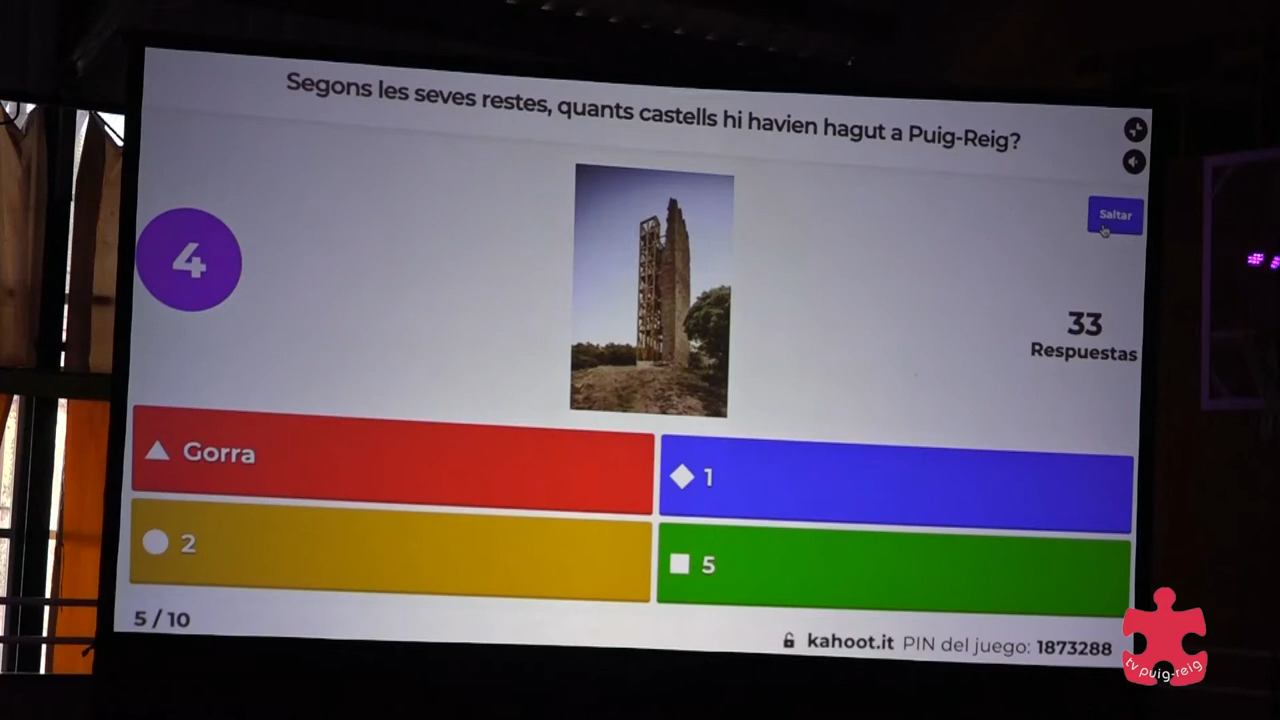 Segons les seves restes, quants castells hi havien hagut a Puig-Reig?
Saltar
4
33
Respuestas
Gorra
1
2
5
5 / 10
kahoot.it PIN del juego: 1873288
tv puig-reig